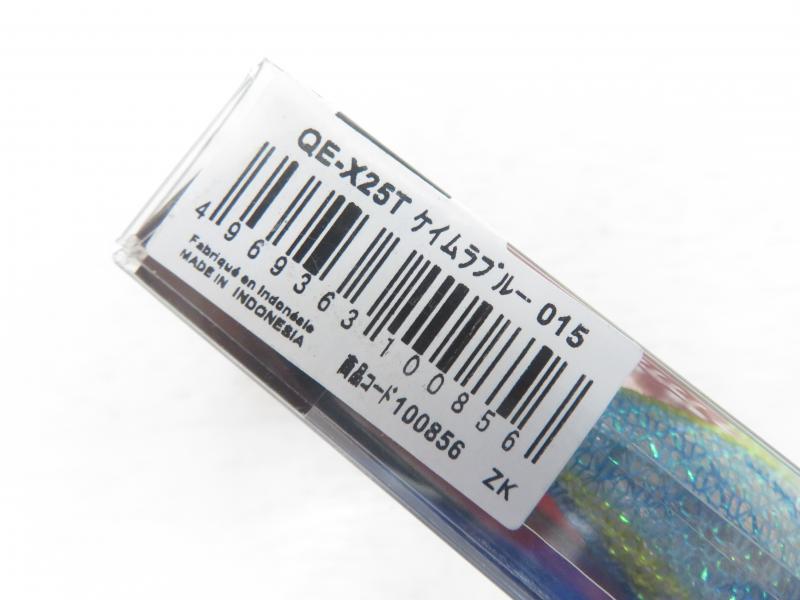 QE-X25T ケイムラブルー 015
4 969363 100856
Fabriqué en Indonésie
MADE IN INDONESIA
商品コード100856 ZK